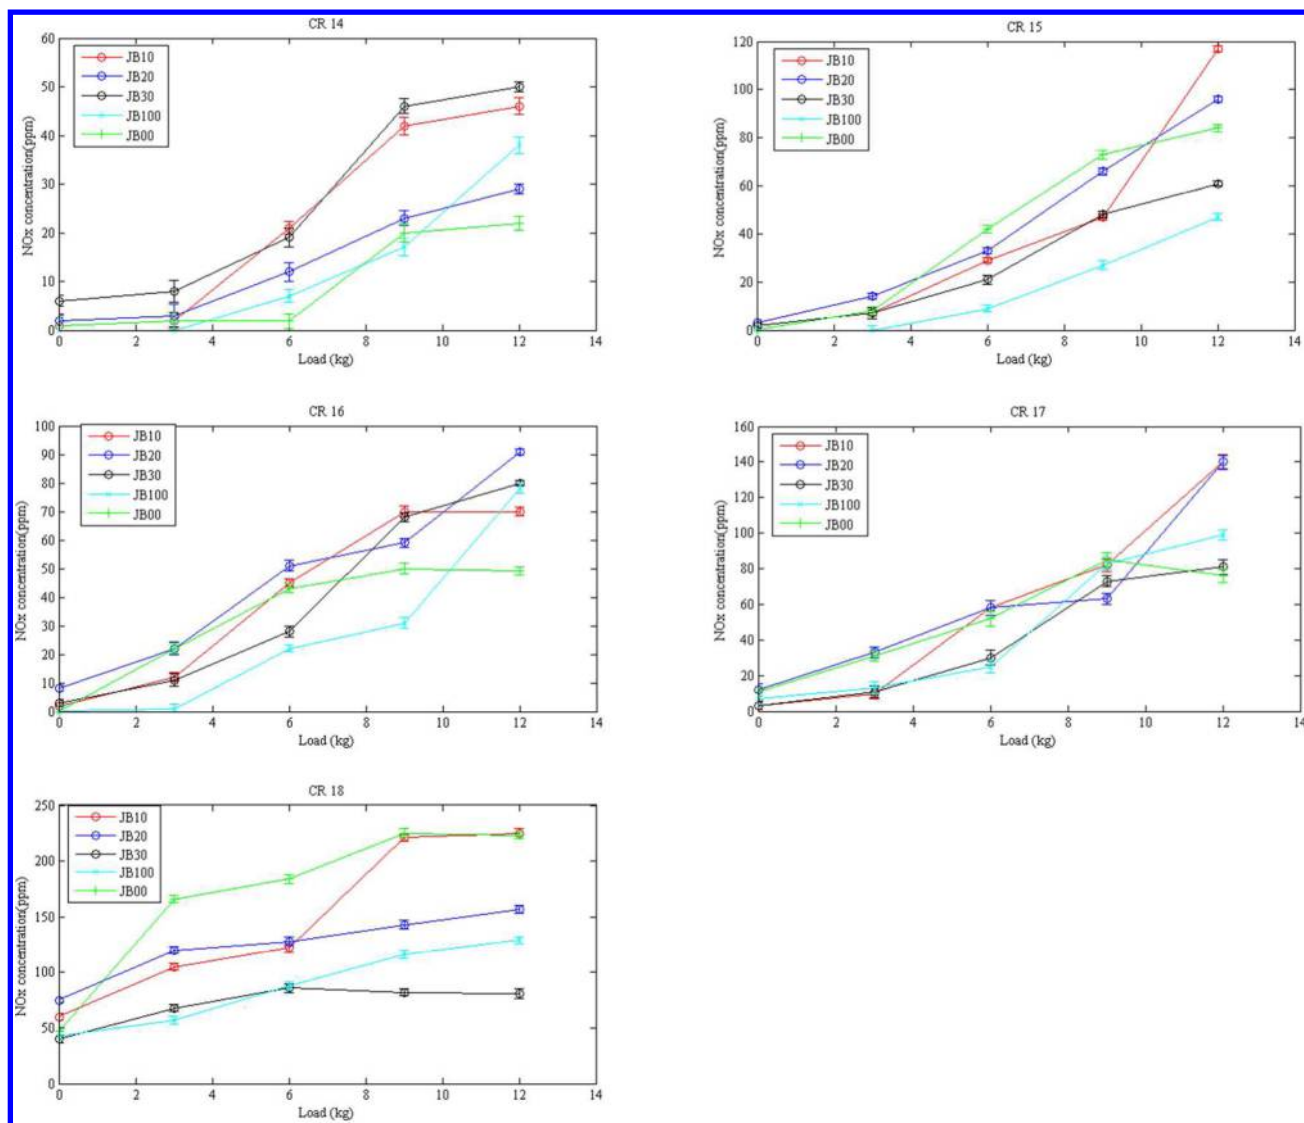 CR 14
60
50
40
30
20
10
0
NOx concentration(ppm)
JB10
JB20
JB30
JB100
JB00
0 2 4 6 8 10 12 14
Load (kg)
CR 15
120
100
80
60
40
20
0
NOx concentration(ppm)
JB10
JB20
JB30
JB100
JB00
0 2 4 6 8 10 12 14
Load (kg)
CR 16
100
90
80
70
60
50
40
30
20
10
0
NOx concentration(ppm)
JB10
JB20
JB30
JB100
JB00
0 2 4 6 8 10 12 14
Load (kg)
CR 17
160
140
120
100
80
60
40
20
0
NOx concentration(ppm)
JB10
JB20
JB30
JB100
JB00
0 2 4 6 8 10 12 14
Load (kg)
CR 18
250
200
150
100
50
0
NOx concentration(ppm)
JB10
JB20
JB30
JB100
JB00
0 2 4 6 8 10 12 14
Load (kg)